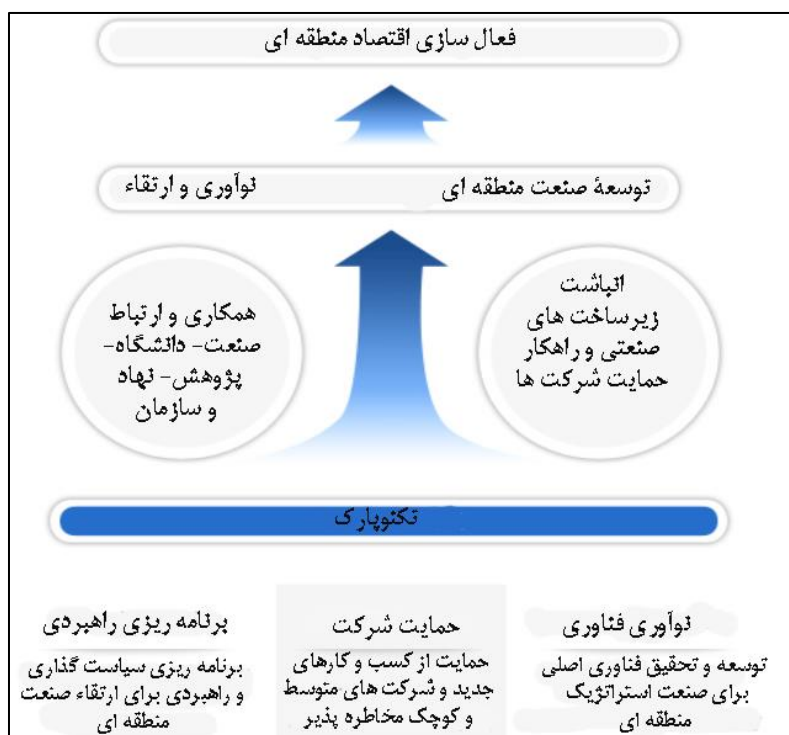 فعال سازی اقتصاد منطقه ای
توسعهٔ صنعت منطقه ای
نوآوری و ارتقاء
انباشت
زیرساخت های
صنعتی و راهکار
حمایت شرکت ها
همکاری و ارتباط
صنعت- دانشگاه-
پژوهش- نهاد
و سازمان
تکنوپارک
نوآوری فناوری
توسعه و تحقیق فناوری اصلی
برای صنعت استراتژیک
منطقه ای
حمایت شرکت
حمایت از کسب و کارهای
جدید و شرکت های متوسط
و کوچک مخاطره پذیر
برنامه ریزی راهبردی
برنامه ریزی سیاست گذاری
و راهبردی برای ارتقاء صنعت
منطقه ای